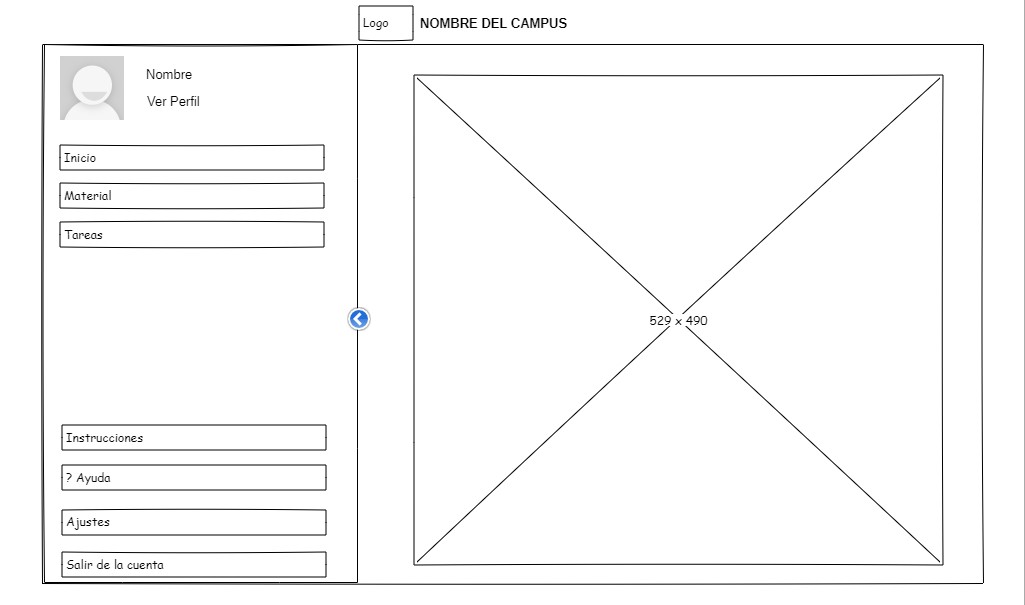 Logo
NOMBRE DEL CAMPUS
Nombre
Ver Perfil
Inicio
Material
Tareas
529 x 490
Instrucciones
? Ayuda
Ajustes
Salir de la cuenta